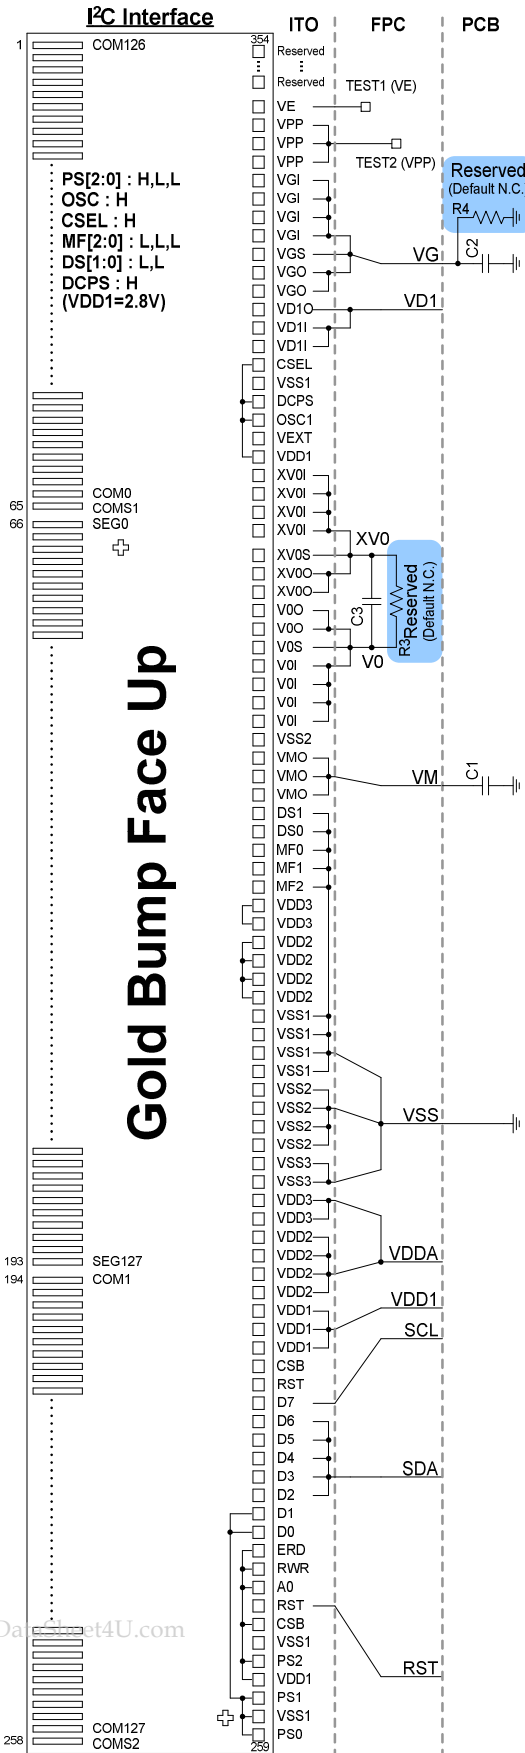 I²C Interface
ITO FPC PCB
1
COM126
354
Reserved
Reserved
TEST1 (VE)
VE
VPP
VPP
TEST2 (VPP)
VPP
Reserved
(Default N.C.)
R4
PS[2:0] : H,L,L
OSC : H
CSEL : H
MF[2:0] : L,L,L
DS[1:0] : L,L
DCPS : H
(VDD1=2.8V)
VGI
VGI
VGI
VGI
VGS
VG
C2
VGO
VGO
VD1O
VD1
VD1I
VD1I
CSEL
VSS1
DCPS
OSC1
VEXT
VDD1
XV0I
XV0I
XV0I
XV0I
COM0
65
COMS1
66
SEG0
XV0
XV0S
XV0O
XV0O
C3
R3
Reserved
(Default N.C.)
V0O
V0O
V0S
V0
V0I
V0I
V0I
V0I
VSS2
VMO
VMO
VM
C1
VMO
Gold Bump Face Up
DS1
DS0
MF0
MF1
MF2
VDD3
VDD3
VDD2
VDD2
VDD2
VDD2
VSS1
VSS1
VSS1
VSS1
VSS2
VSS2
VSS
VSS2
VSS2
VSS3
VSS3
VDD3
VDD3
VDD2
VDD2
VDDA
VDD2
VDD2
193
SEG127
194
COM1
VDD1
VDD1
VDD1
VDD1
SCL
CSB
RST
D7
D6
D5
D4
D3
SDA
D2
D1
D0
ERD
RWR
A0
RST
CSB
VSS1
PS2
RST
VDD1
PS1
VSS1
PS0
DataSheet4U.com
COM127
258
COMS2
259